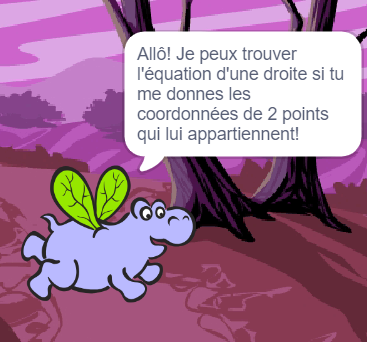 Allô! Je peux trouver
l'équation d'une droite si tu
me donnes les
coordonnées de 2 points
qui lui appartiennent!